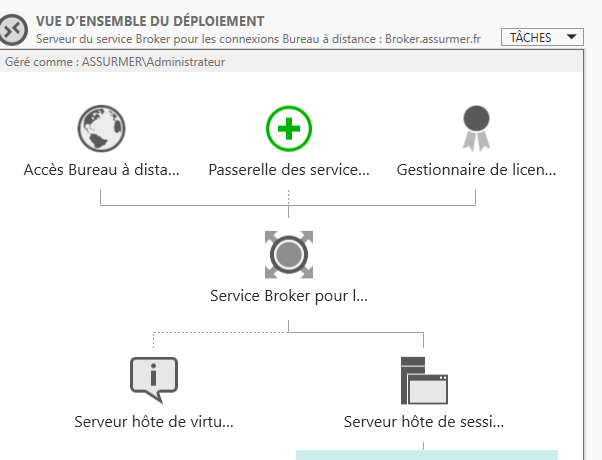 VUE D'ENSEMBLE DU DÉPLOIEMENT
Serveur du service Broker pour les connexions Bureau à distance : Broker.assurmer.fr
TÂCHES
Géré comme : ASSURMER\Administrateur
Accès Bureau à dista...
Passerelle des service...
Gestionnaire de licen...
Service Broker pour l...
Serveur hôte de virtu...
Serveur hôte de sessi...